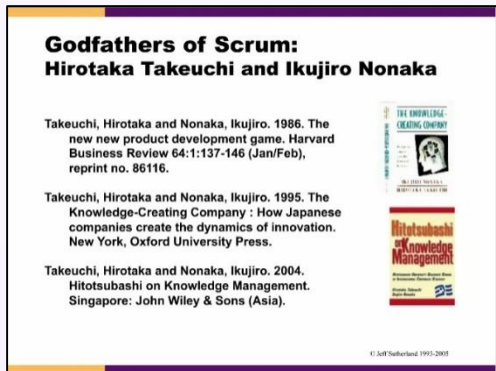 Godfathers of Scrum:
Hirotaka Takeuchi and Ikujiro Nonaka
Takeuchi, Hirotaka and Nonaka, Ikujiro. 1986. The
new new product development game. Harvard
Business Review 64:1:137-146 (Jan/Feb),
reprint no. 86116.
Takeuchi, Hirotaka and Nonaka, Ikujiro. 1995. The
Knowledge-Creating Company : How Japanese
companies create the dynamics of innovation.
New York, Oxford University Press.
Takeuchi, Hirotaka and Nonaka, Ikujiro. 2004.
Hitotsubashi on Knowledge Management.
Singapore: John Wiley & Sons (Asia).
THE KNOWLEDGE-
CREATING COMPANY
Hitotsubashi
on Knowledge
Management
© Jeff Sutherland 1993-2005